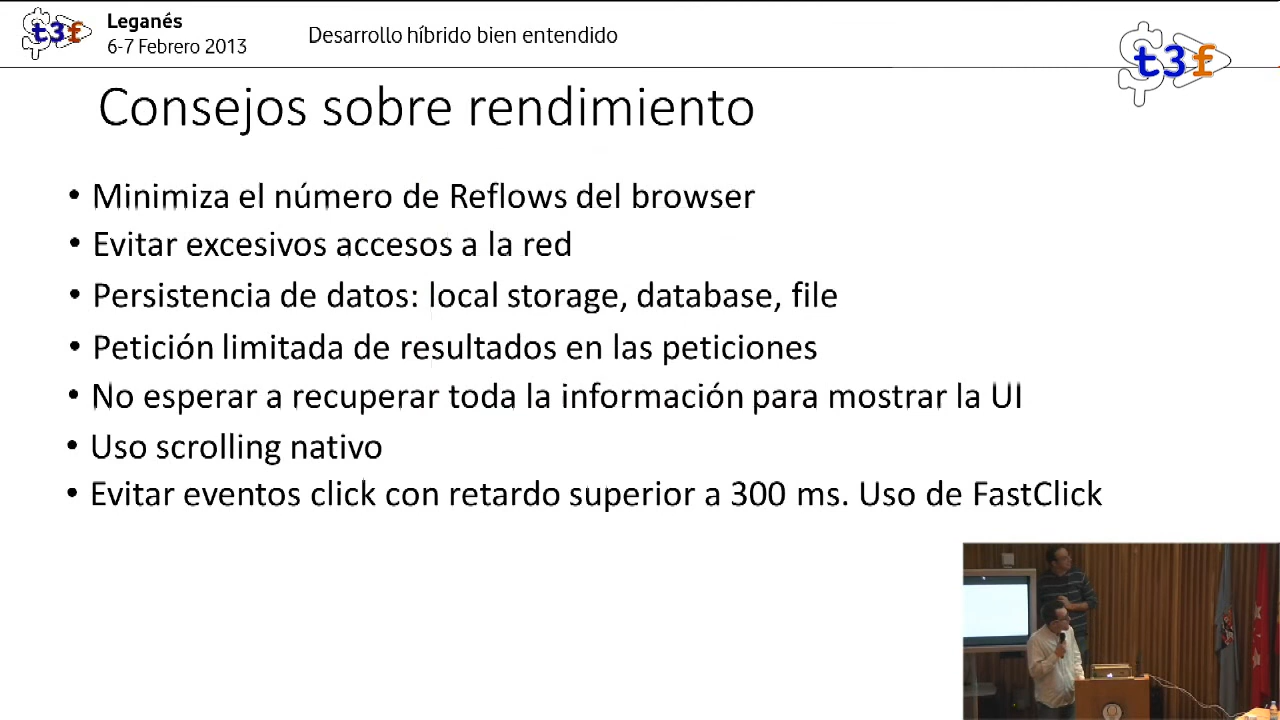 t3f
Leganés
6-7 Febrero 2013
Desarrollo híbrido bien entendido
t3f
Consejos sobre rendimiento
• Minimiza el número de Reflows del browser
• Evitar excesivos accesos a la red
• Persistencia de datos: local storage, database, file
• Petición limitada de resultados en las peticiones
• No esperar a recuperar toda la información para mostrar la UI
• Uso scrolling nativo
• Evitar eventos click con retardo superior a 300 ms. Uso de FastClick